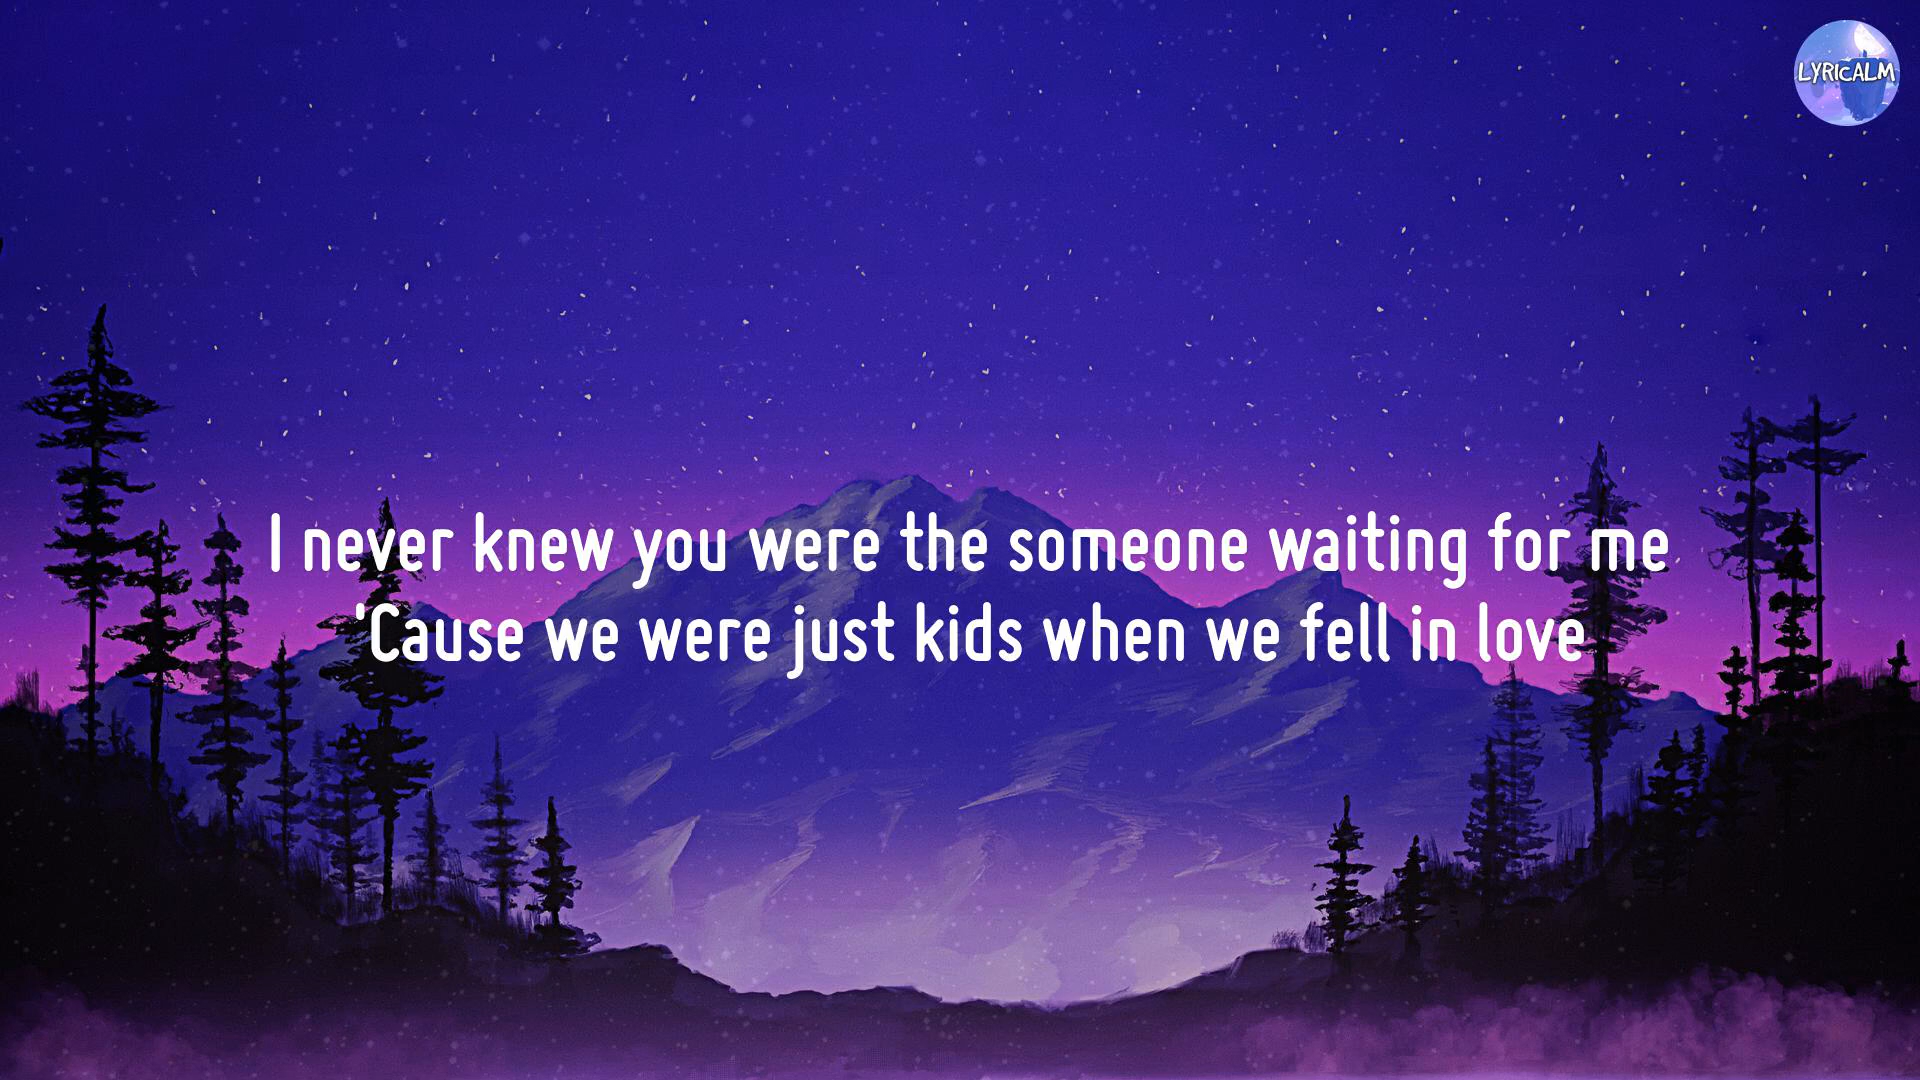 LYRICALM
I never knew you were the someone waiting for me
'Cause we were just kids when we fell in love